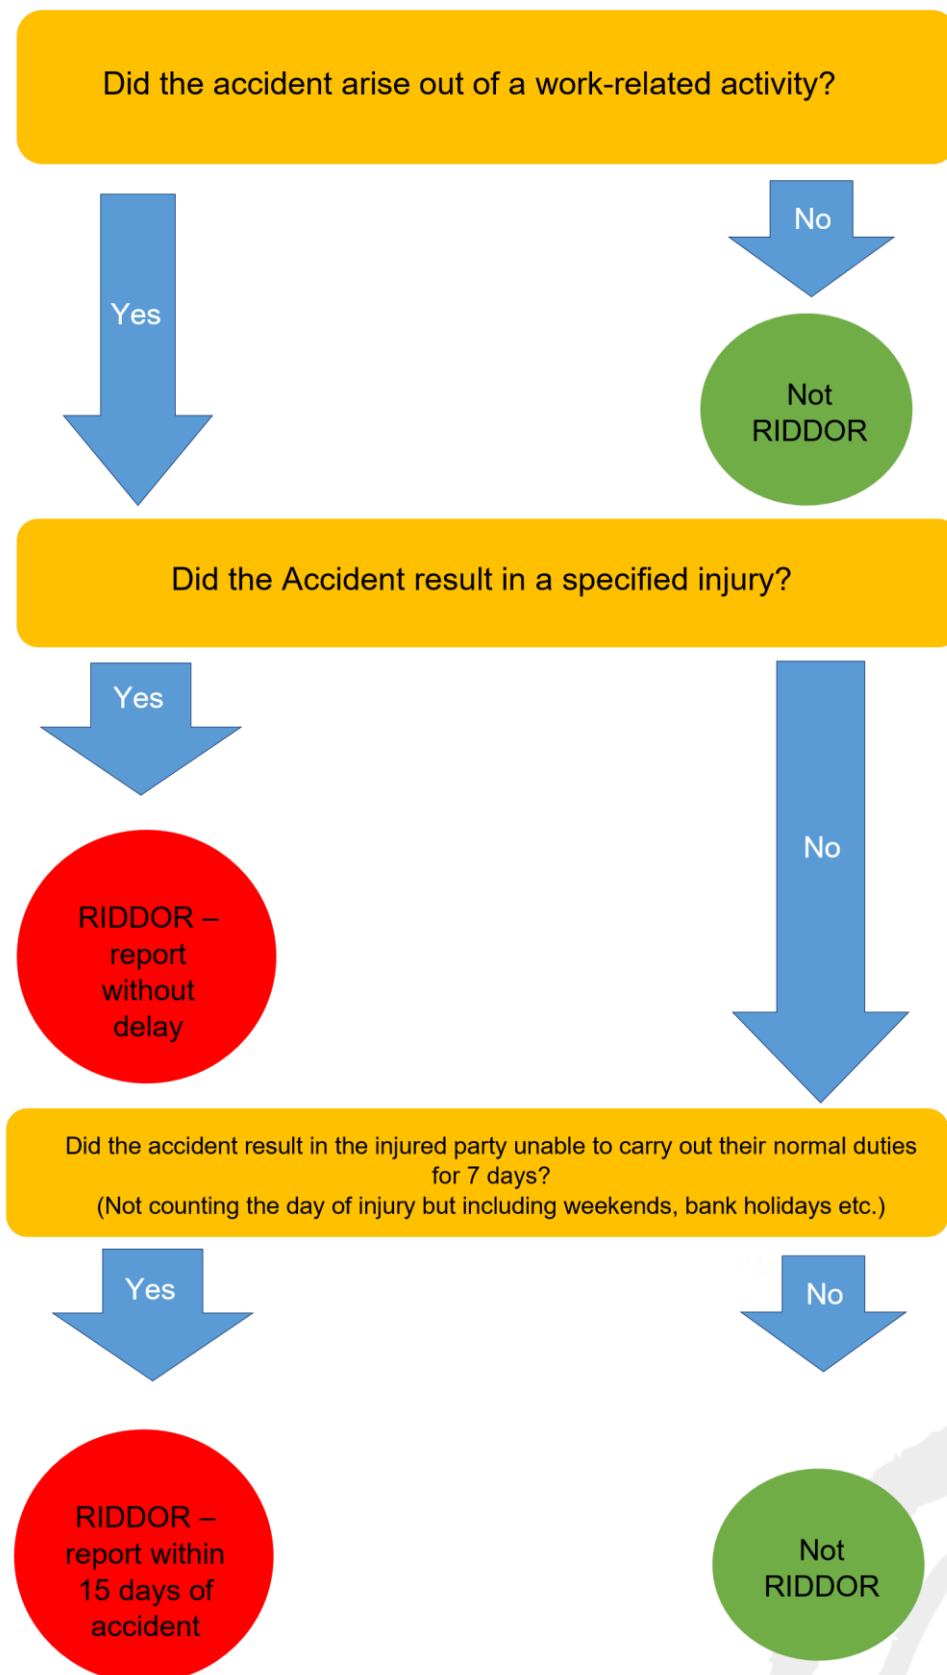 Did the accident arise out of a work-related activity?
No
Yes
Not
RIDDOR
Did the Accident result in a specified injury?
Yes
No
RIDDOR –
report
without
delay
Did the accident result in the injured party unable to carry out their normal duties
for 7 days?
(Not counting the day of injury but including weekends, bank holidays etc.)
Yes
No
RIDDOR –
report within
15 days of
accident
Not
RIDDOR